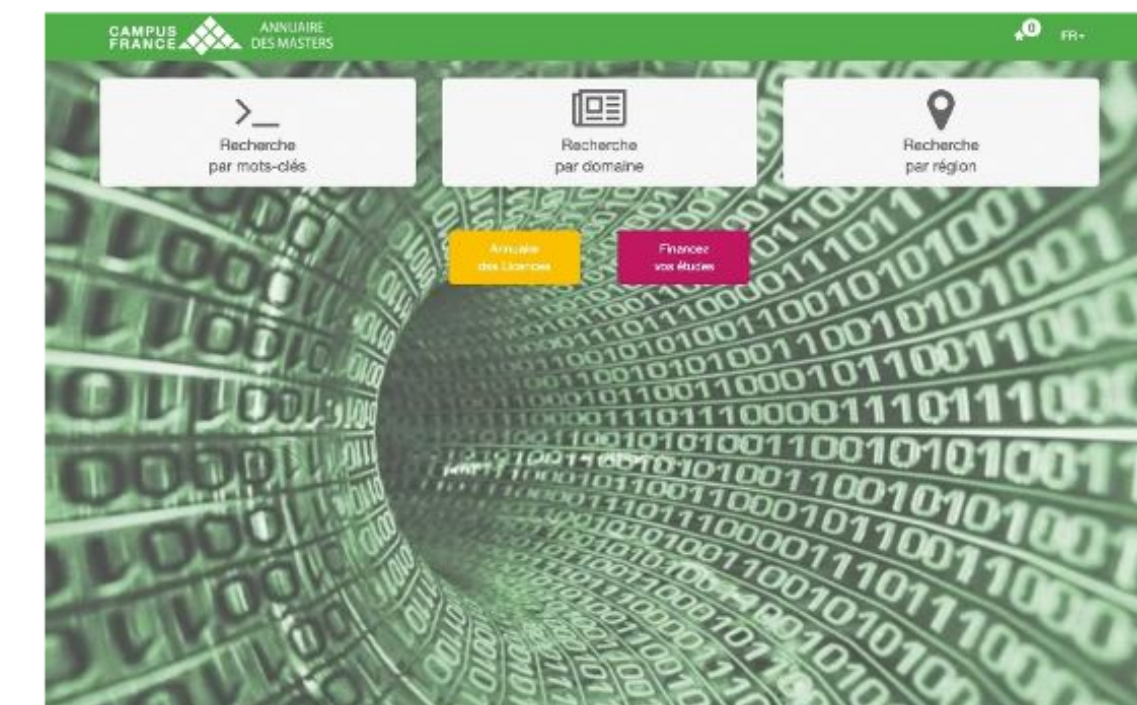 CAMPUS
FRANCE
ANNUAIRE
DES MASTERS
0
FR
>_
Recherche
par mots-clés
Recherche
par domaine
Recherche
par région
Annuaire
des Licences
Financez
vos études